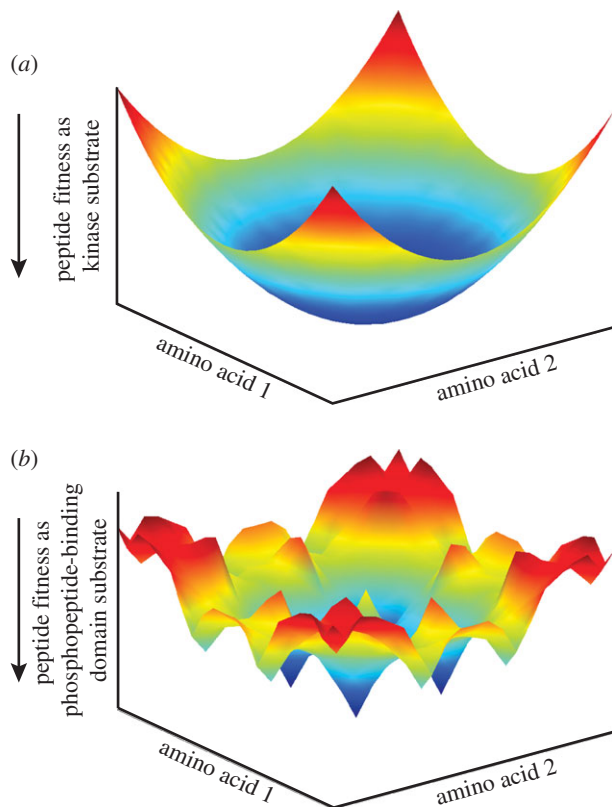 (a)
peptide fitness as
kinase substrate
amino acid 1
amino acid 2
(b)
peptide fitness as
phosphopeptide-binding
domain substrate
amino acid 1
amino acid 2